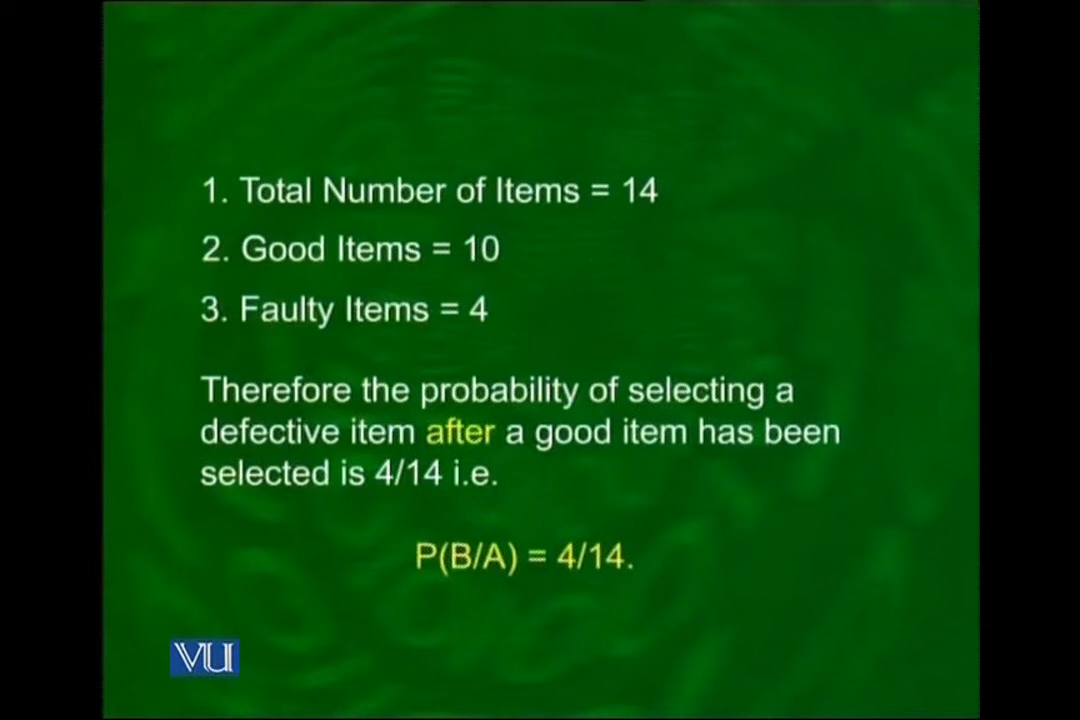 1. Total Number of Items = 14
2. Good Items = 10
3. Faulty Items = 4
Therefore the probability of selecting a
defective item after a good item has been
selected is 4/14 i.e.
P(B/A) = 4/14.
VU